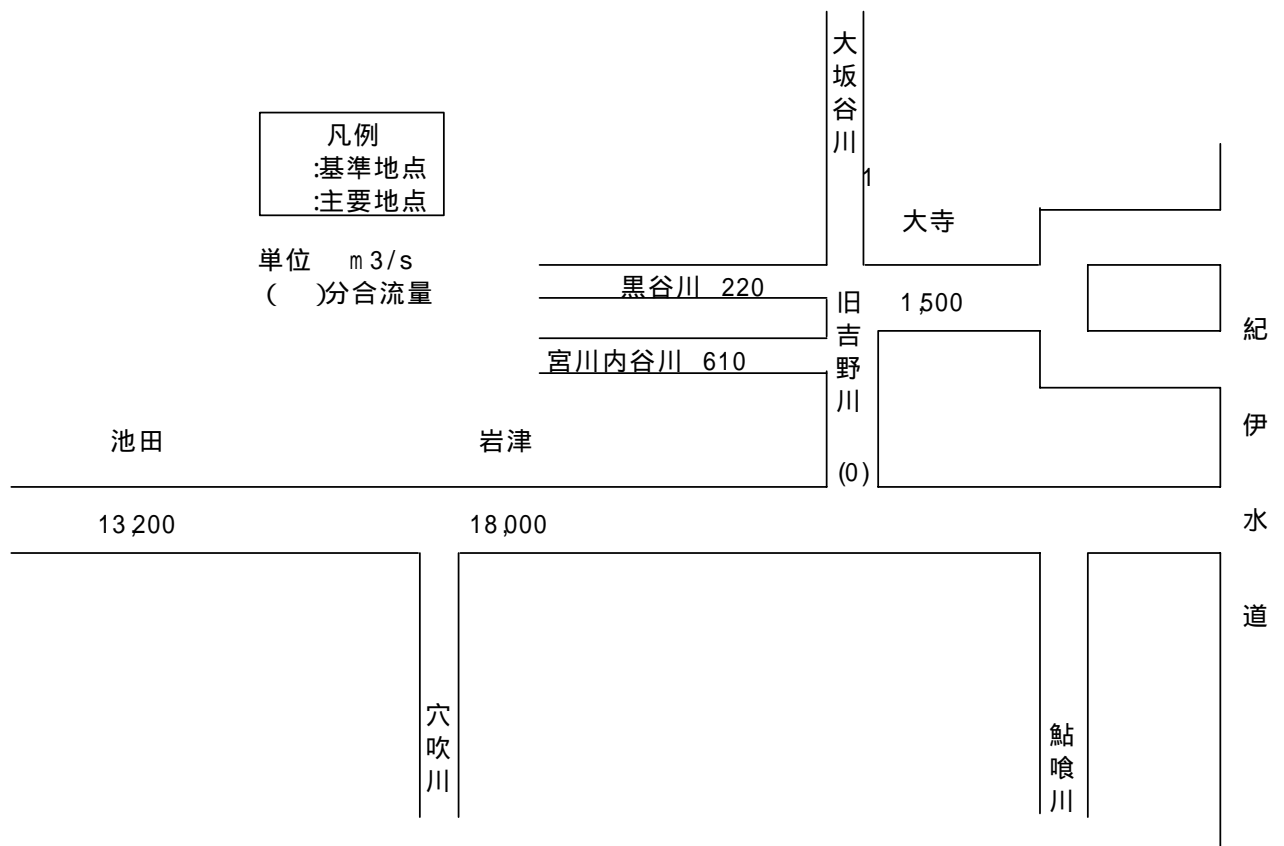 大坂谷川
凡例
:基準地点
:主要地点
1
大寺
単位 m3/s
( )分合流量
黒谷川 220
旧吉野川
1,500
宮川内谷川 610
紀伊水道
池田
岩津
(0)
13,200
18,000
穴吹川
鮎喰川